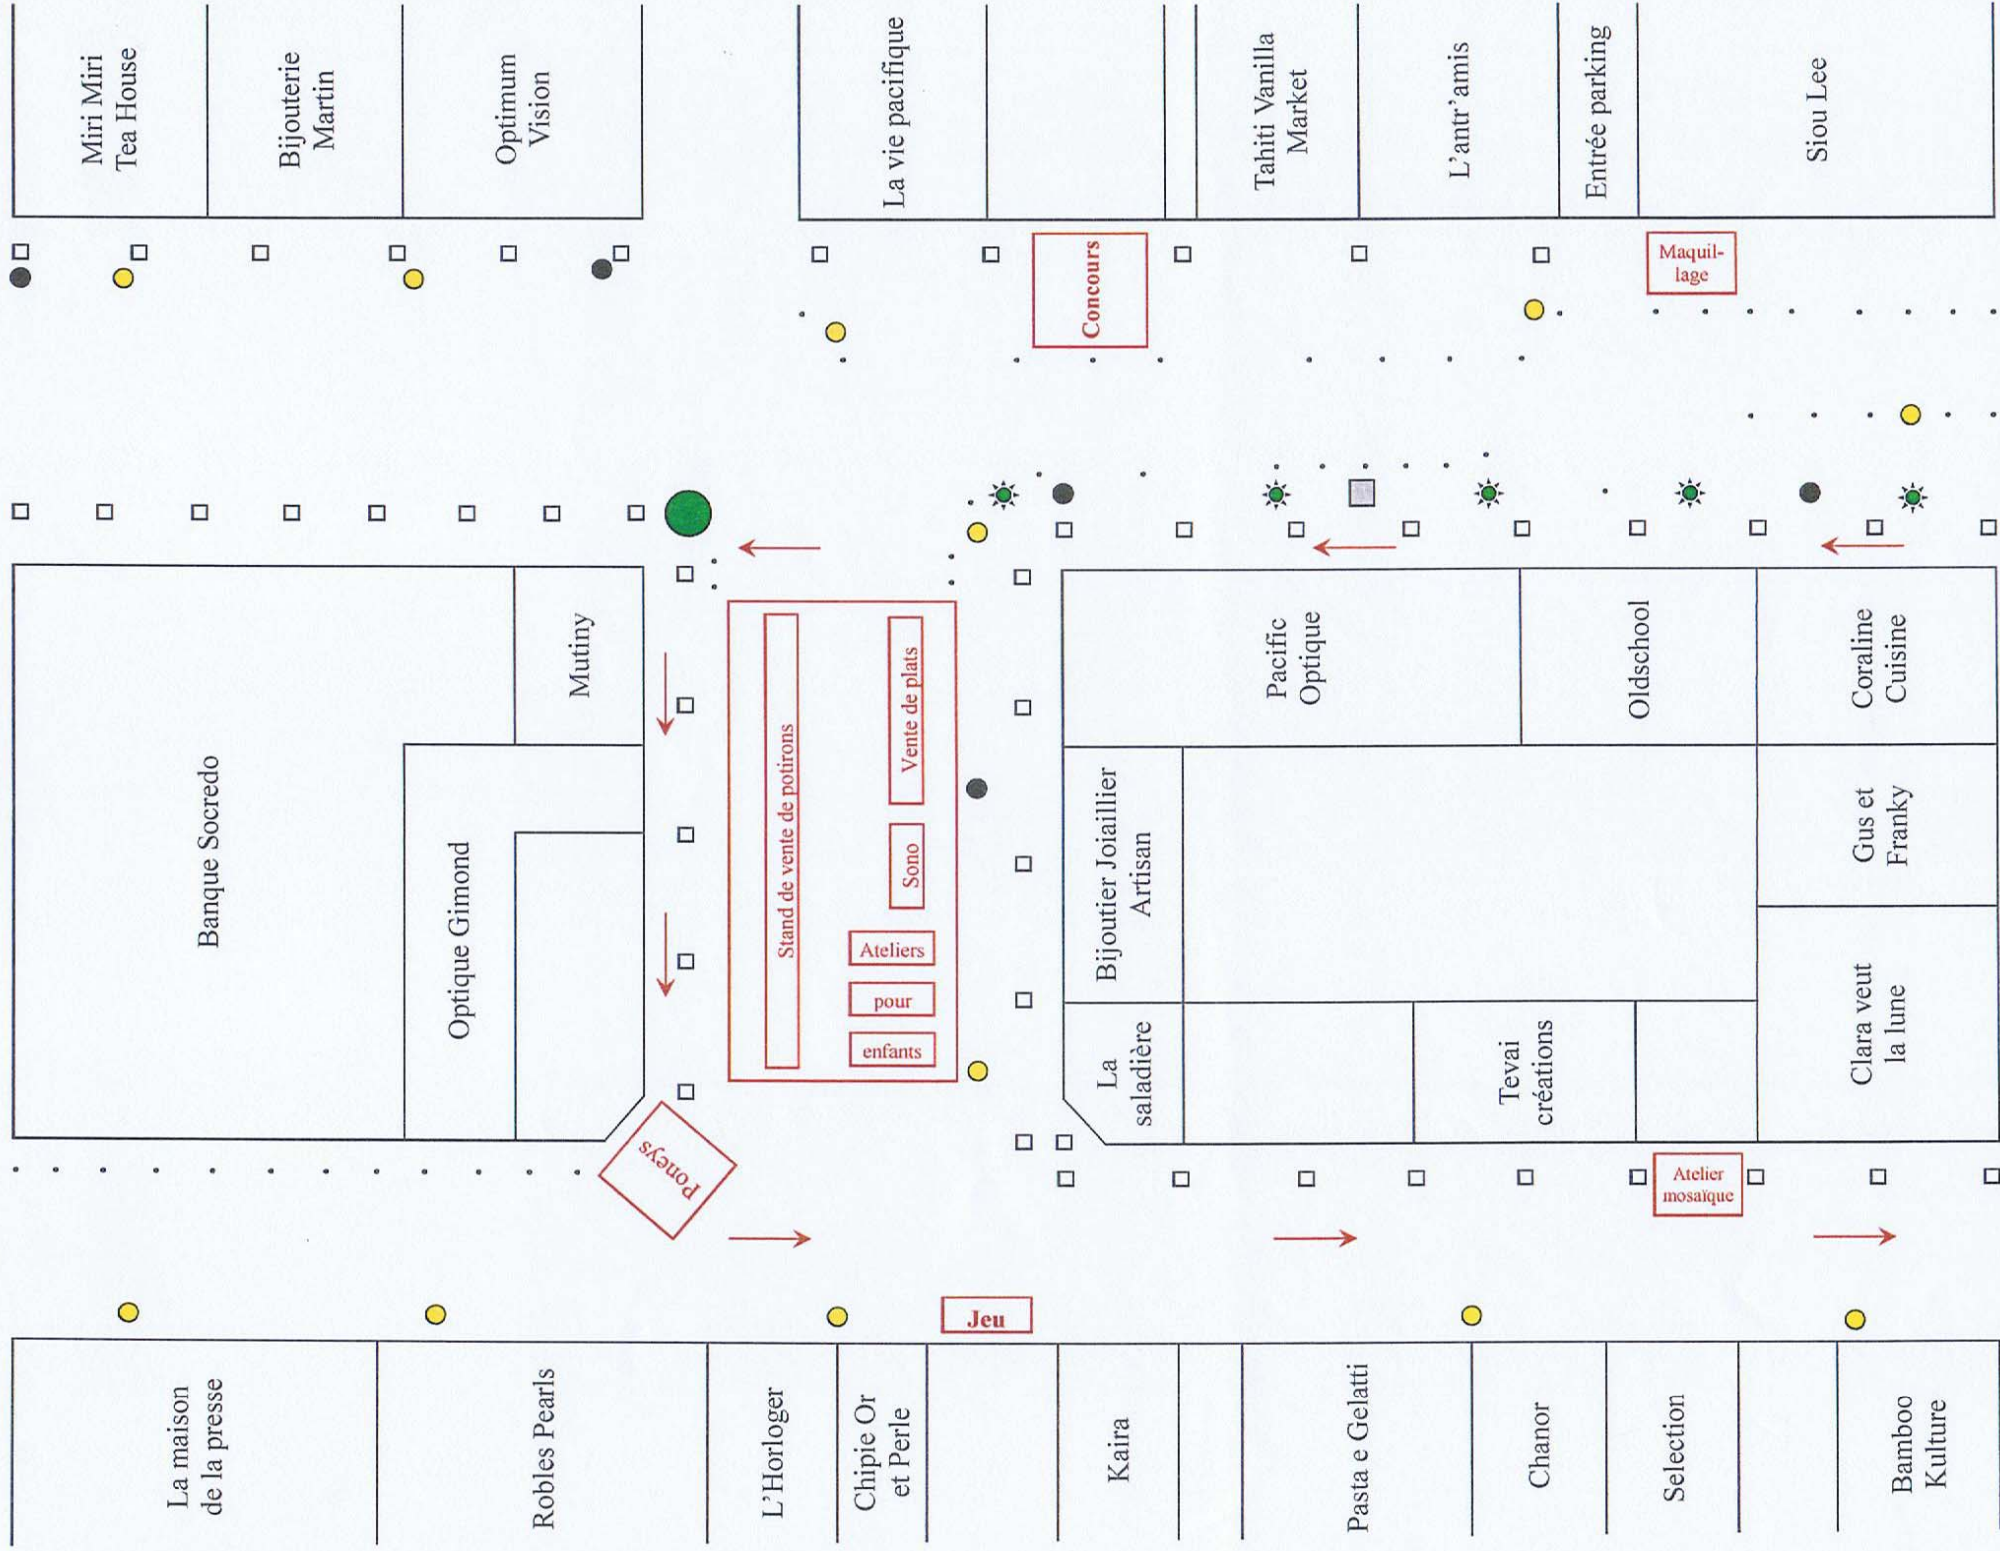 Miri Miri
Tea House
Bijouterie
Martin
Optimum
Vision
La vie pacifique
Tahiti Vanilla
Market
L'antr'amis
Entrée parking
Siou Lee
Concours
Maquil-
lage
Banque Socredo
Optique Gimond
Mutiny
Stand de vente de potirons
Vente de plats
Sono
Ateliers
pour
enfants
Poneys
Pacific
Optique
Oldschool
Coraline
Cuisine
Bijoutier Joiaillier
Artisan
Gus et
Franky
La
saladière
Tevai
créations
Clara veut
la lune
Atelier
mosaïque
Jeu
La maison
de la presse
Robles Pearls
L'Horloger
Chipie Or
et Perle
Kaira
Pasta e Gelatti
Chanor
Selection
Bamboo
Kulture